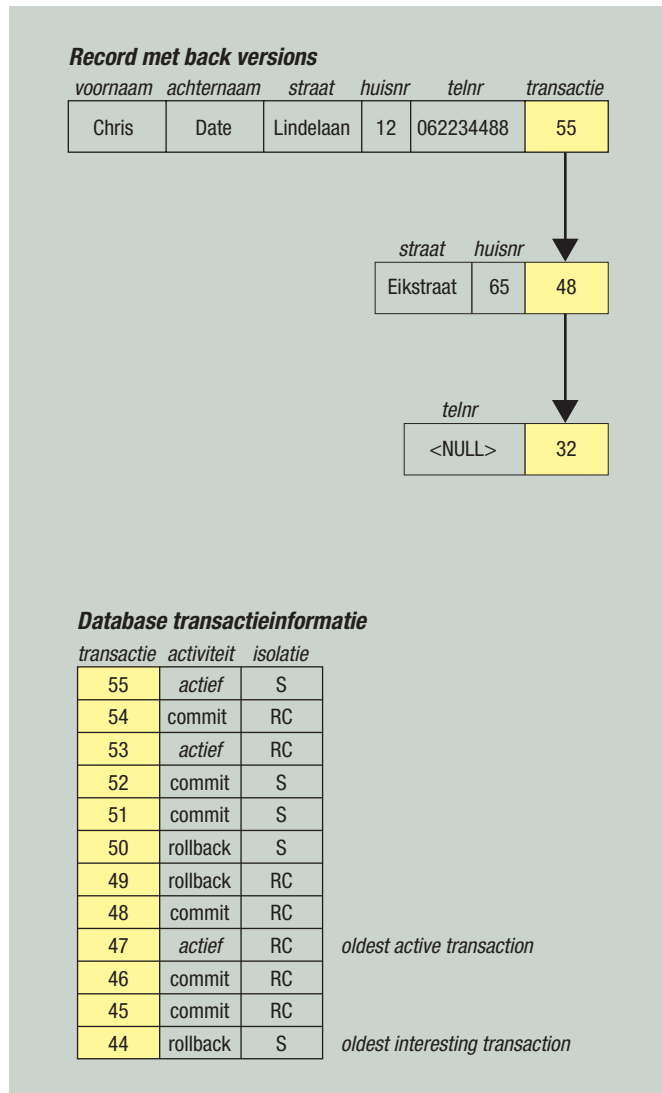 Record met back versions
voornaam achternaam straat huisnr telnr transactie
Chris Date Lindelaan 12 062234488 55
straat huisnr
Eikstraat 65 48
telnr
<NULL> 32
Database transactieinformatie
transactie activiteit isolatie
55 actief S
54 commit RC
53 actief RC
52 commit S
51 commit S
50 rollback S
49 rollback RC
48 commit RC
47 actief RC oldest active transaction
46 commit RC
45 commit RC
44 rollback S oldest interesting transaction